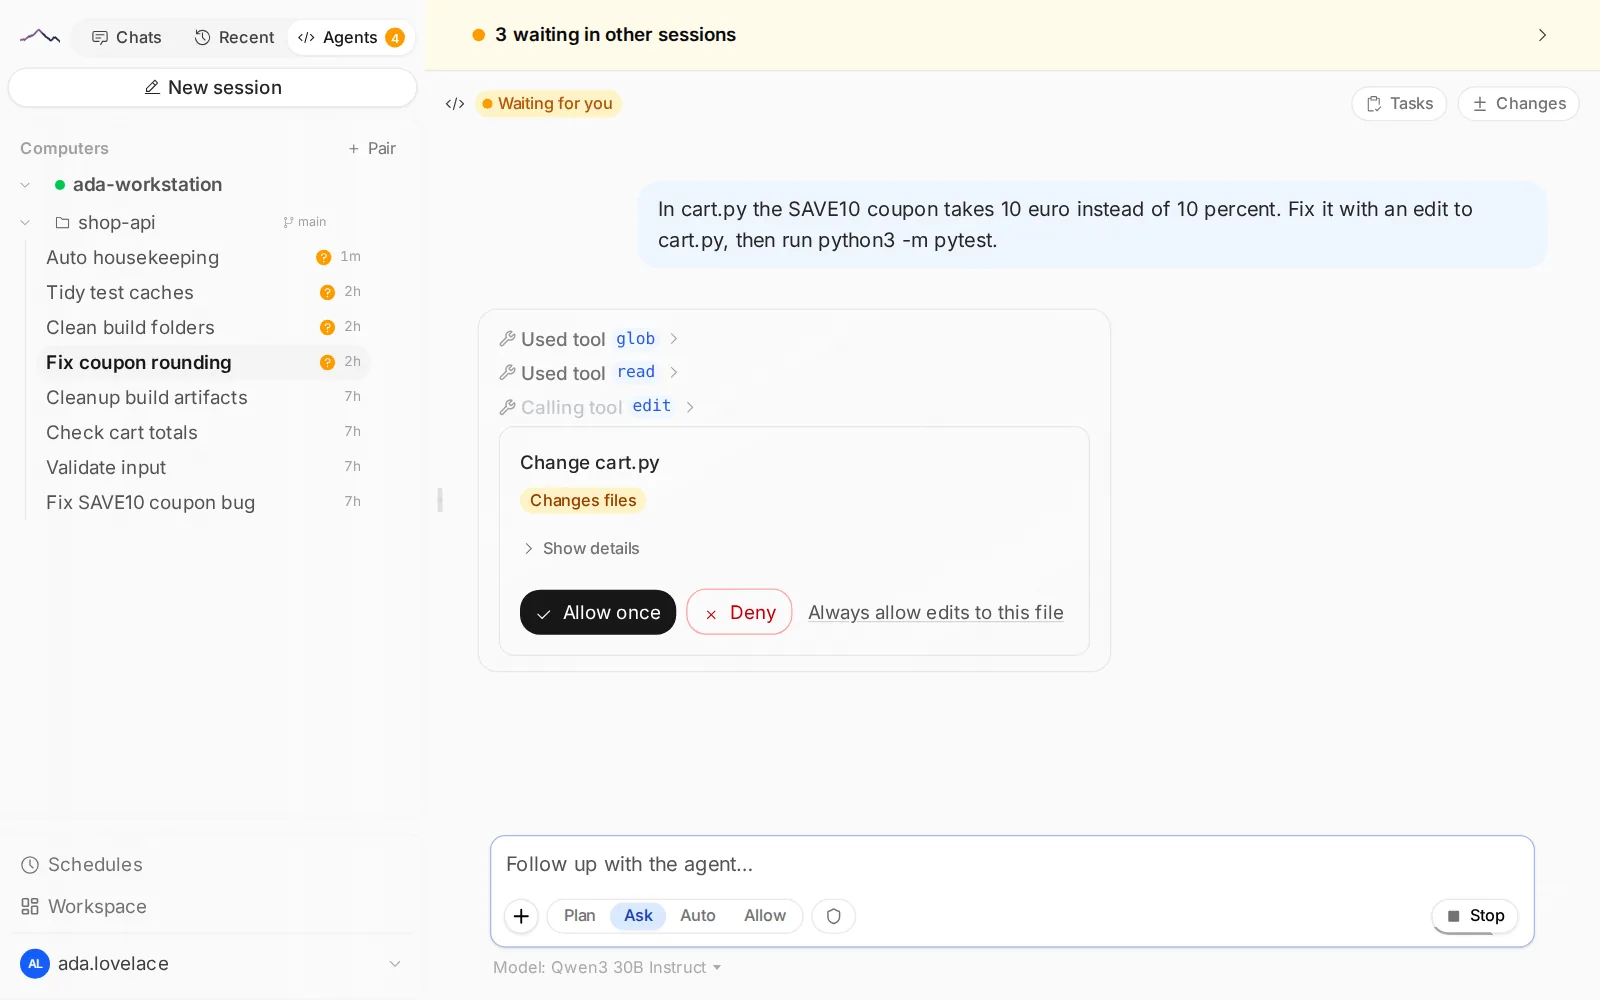 Chats
Recent
Agents 4
New session
Computers
+ Pair
ada-workstation
shop-api
main
Auto housekeeping ? 1m
Tidy test caches ? 2h
Clean build folders ? 2h
Fix coupon rounding ? 2h
Cleanup build artifacts 7h
Check cart totals 7h
Validate input 7h
Fix SAVE10 coupon bug 7h
Schedules
Workspace
AL ada.lovelace
3 waiting in other sessions
</> Waiting for you
Tasks
Changes
In cart.py the SAVE10 coupon takes 10 euro instead of 10 percent. Fix it with an edit to
cart.py, then run python3 -m pytest.
Used tool glob
Used tool read
Calling tool edit
Change cart.py
Changes files
Show details
Allow once
Deny
Always allow edits to this file
Follow up with the agent...
Plan
Ask
Auto
Allow
Stop
Model: Qwen3 30B Instruct